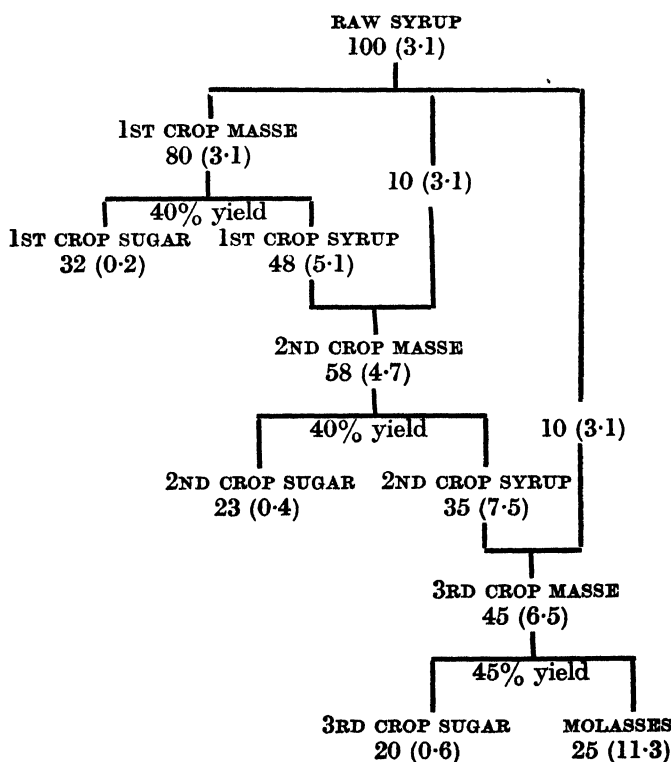 RAW SYRUP
100 (3·1)
1ST CROP MASSE
80 (3·1)
10 (3·1)
40% yield
1ST CROP SUGAR
32 (0·2)
1ST CROP SYRUP
48 (5·1)
2ND CROP MASSE
58 (4·7)
40% yield
10 (3·1)
2ND CROP SUGAR
23 (0·4)
2ND CROP SYRUP
35 (7·5)
3RD CROP MASSE
45 (6·5)
45% yield
3RD CROP SUGAR
20 (0·6)
MOLASSES
25 (11·3)